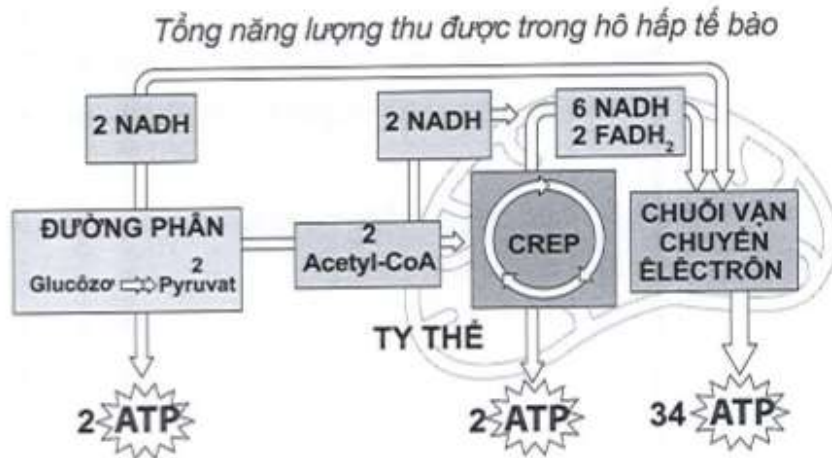 Tổng năng lượng thu được trong hô hấp tế bào
2 NADH
2 NADH
6 NADH
2 FADH₂
ĐƯỜNG PHÂN
Glucôzơ ⇨⇨ 2 Pyruvat
2
Acetyl-CoA
CREP
CHUỖI VẬN
CHUYỂN
ÊLÊCTRÔN
TY THỂ
2 ATP
2 ATP
34 ATP